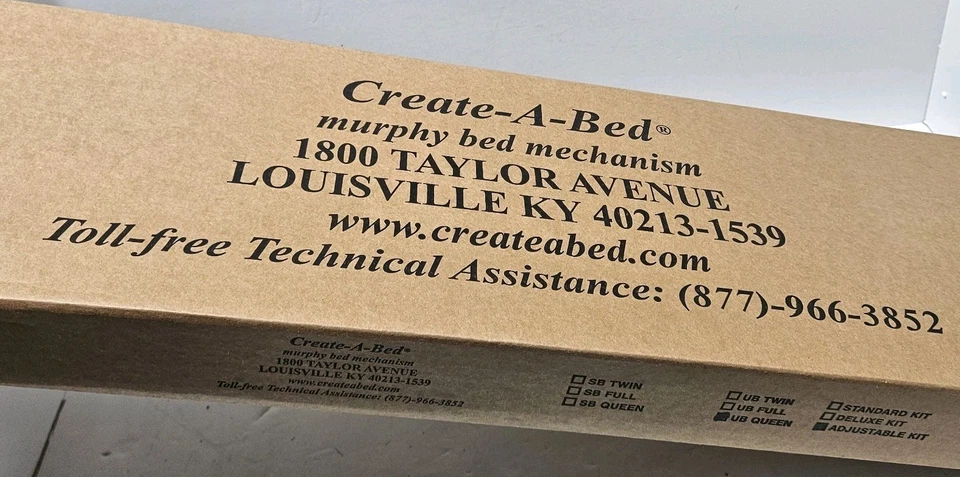 Create-A-Bed®
murphy bed mechanism
1800 TAYLOR AVENUE
LOUISVILLE KY 40213-1539
www.createabed.com
Toll-free Technical Assistance: (877)-966-3852
Create-A-Bed®
murphy bed mechanism
1800 TAYLOR AVENUE
LOUISVILLE KY 40213-1539
www.createabed.com
Toll-free Technical Assistance: (877)-966-3852
SB TWIN
SB FULL
SB QUEEN
UB TWIN
UB FULL
UB QUEEN
STANDARD KIT
DELUXE KIT
ADJUSTABLE KIT